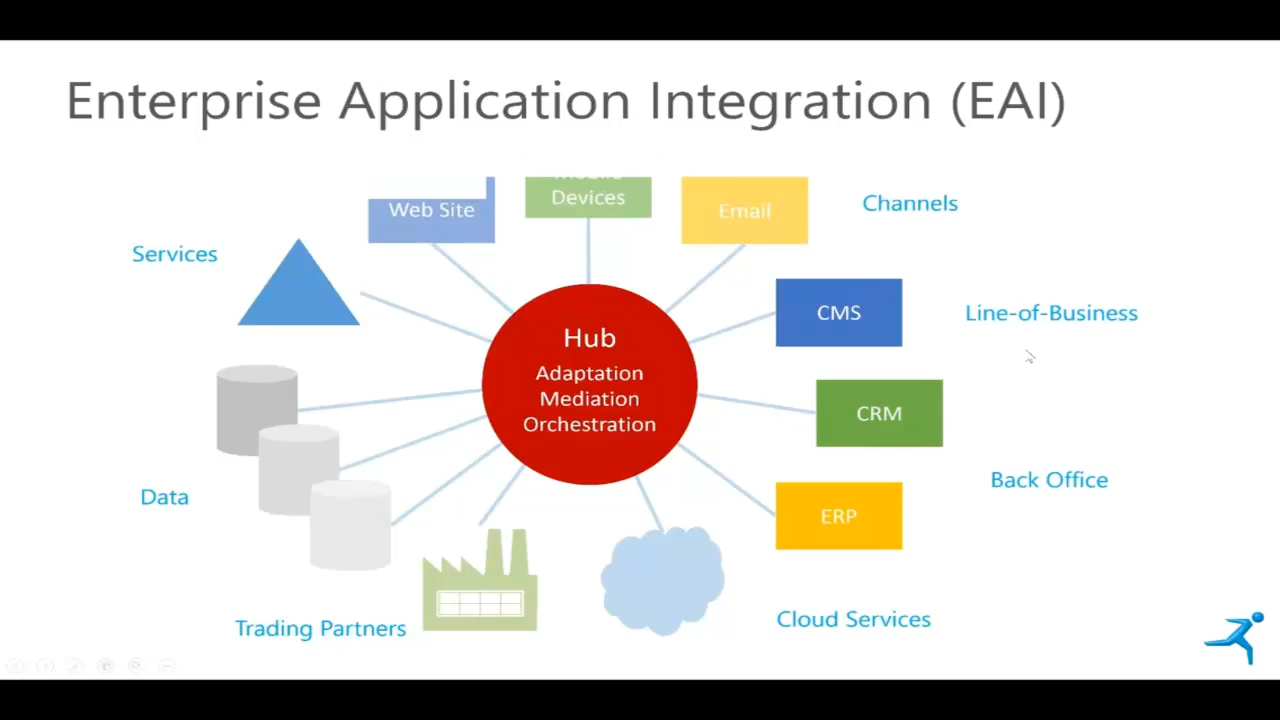 Enterprise Application Integration (EAI)
Devices
Web Site
Email
Channels
Services
CMS
Line-of-Business
Hub
Adaptation
Mediation
Orchestration
CRM
Data
Back Office
ERP
Trading Partners
Cloud Services